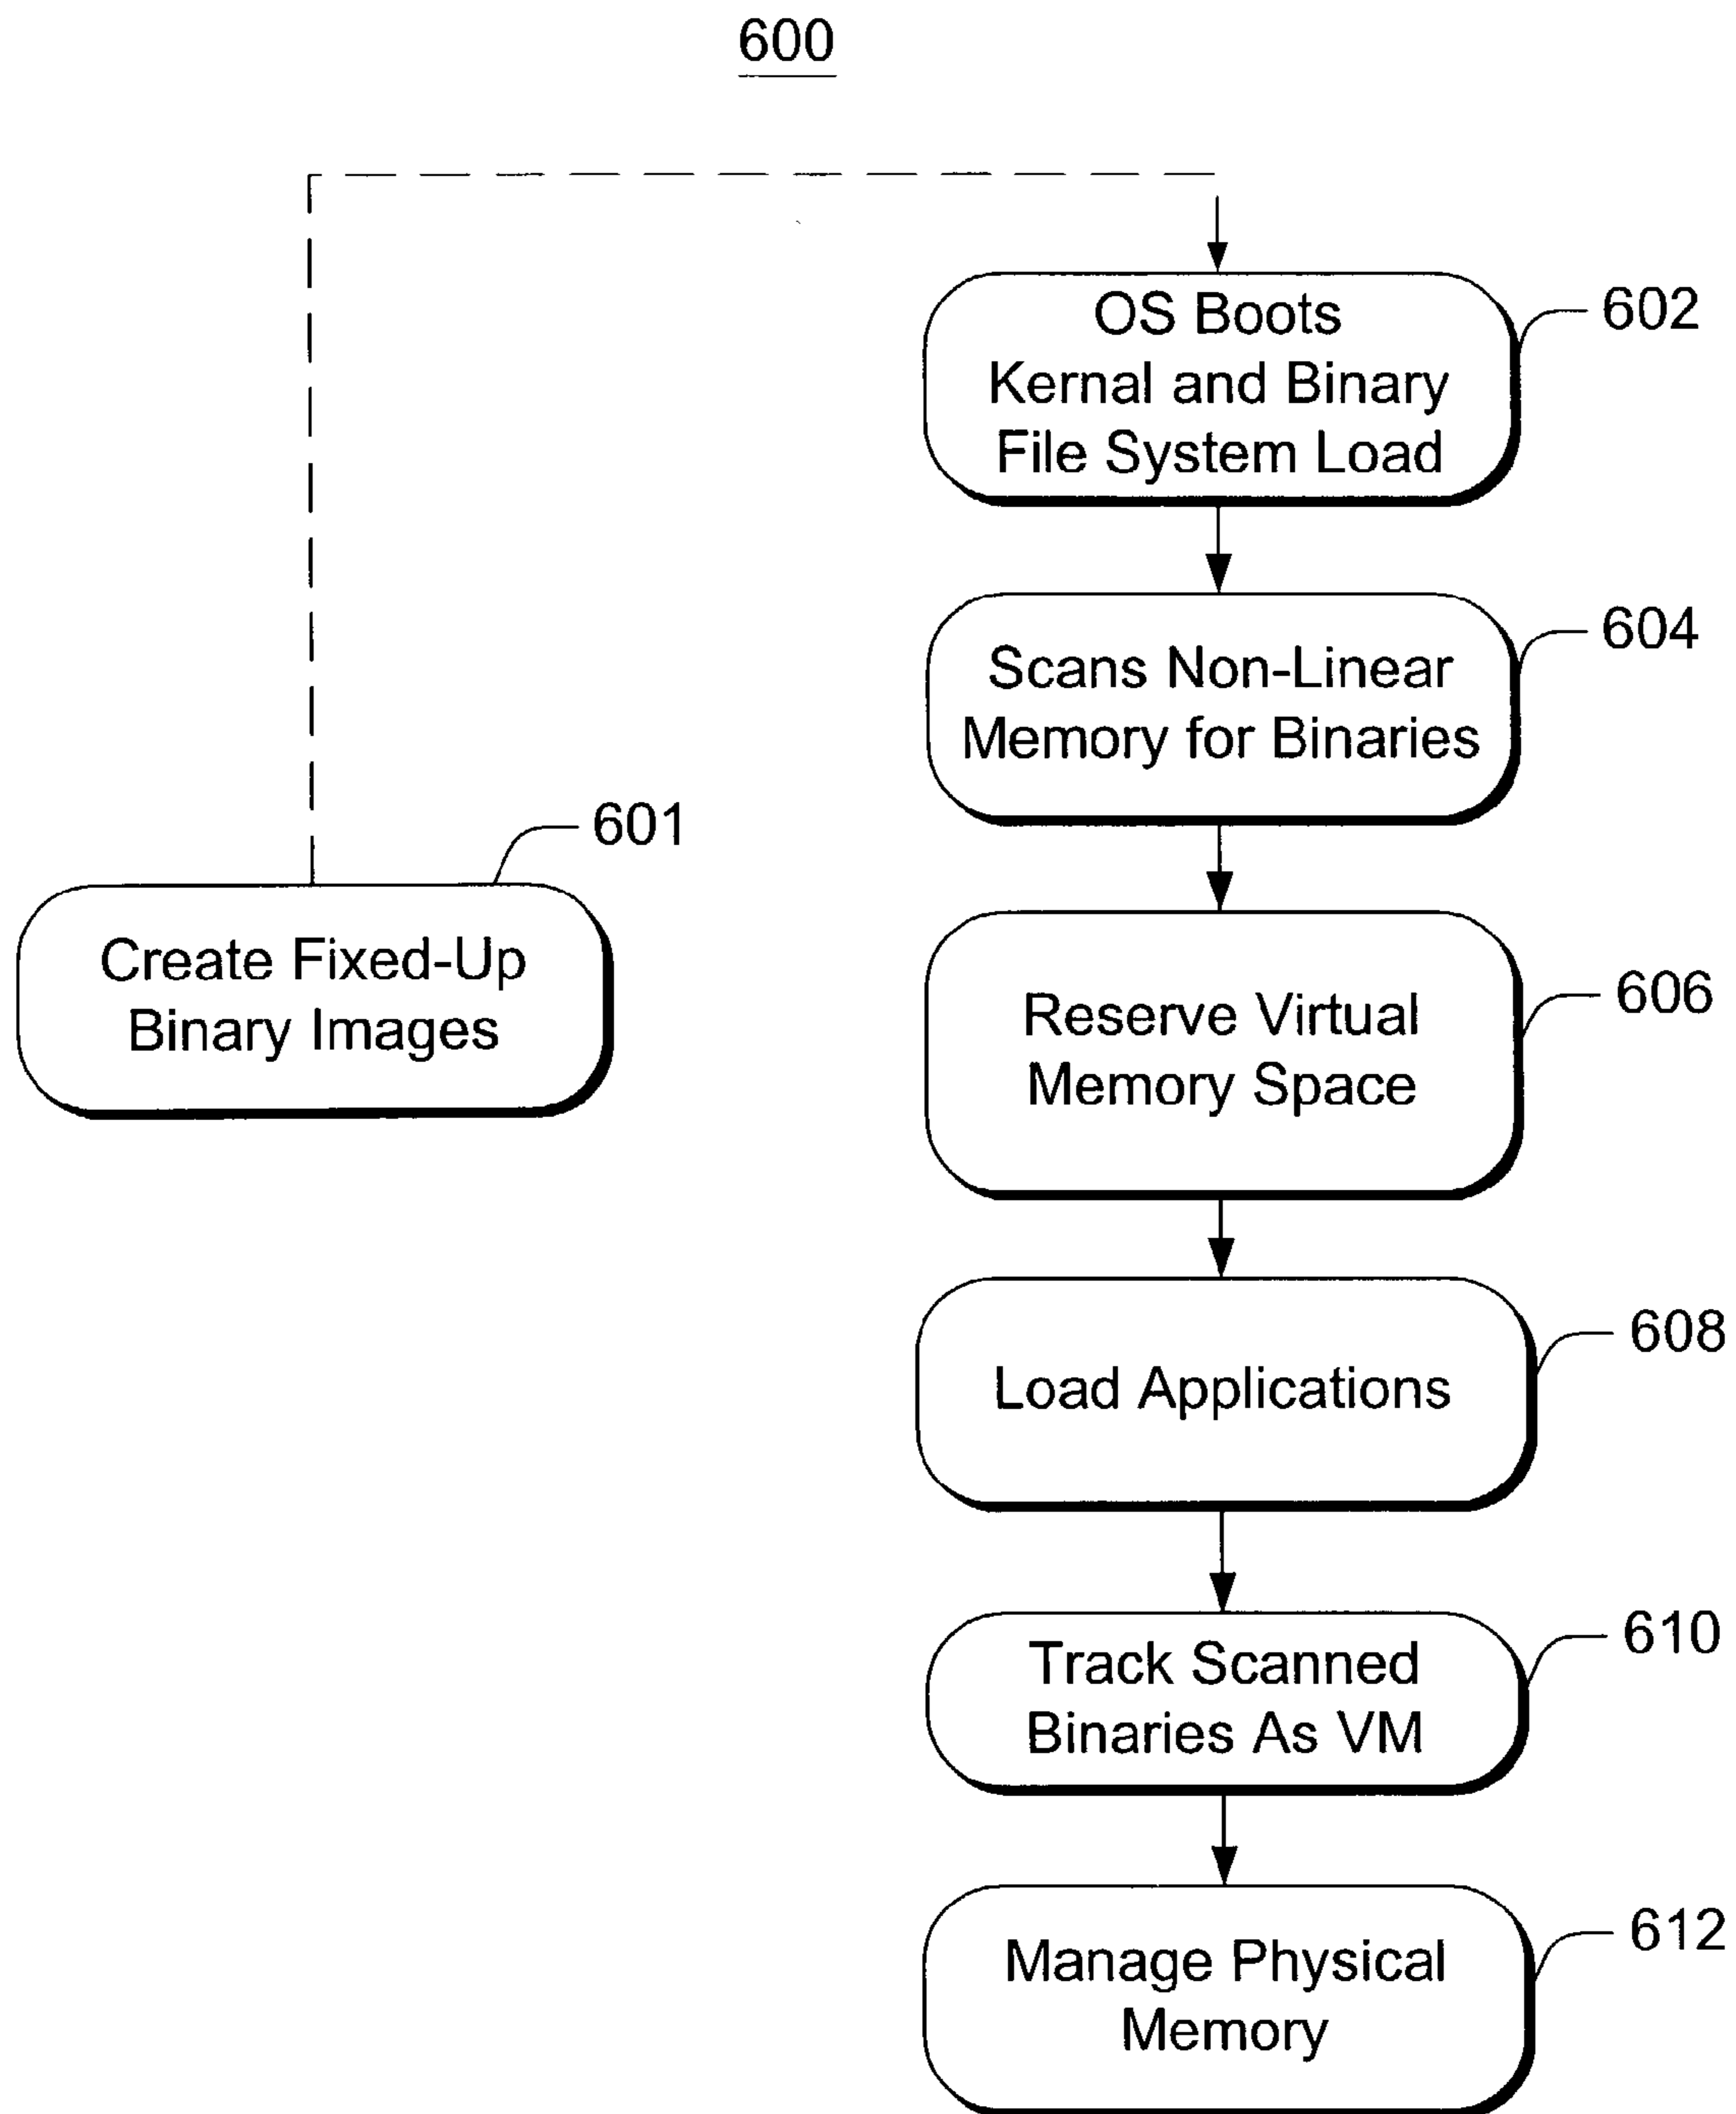 600
OS Boots
Kernal and Binary
File System Load
602
Scans Non-Linear
Memory for Binaries
604
601
Create Fixed-Up
Binary Images
Reserve Virtual
Memory Space
606
Load Applications
608
Track Scanned
Binaries As VM
610
Manage Physical
Memory
612